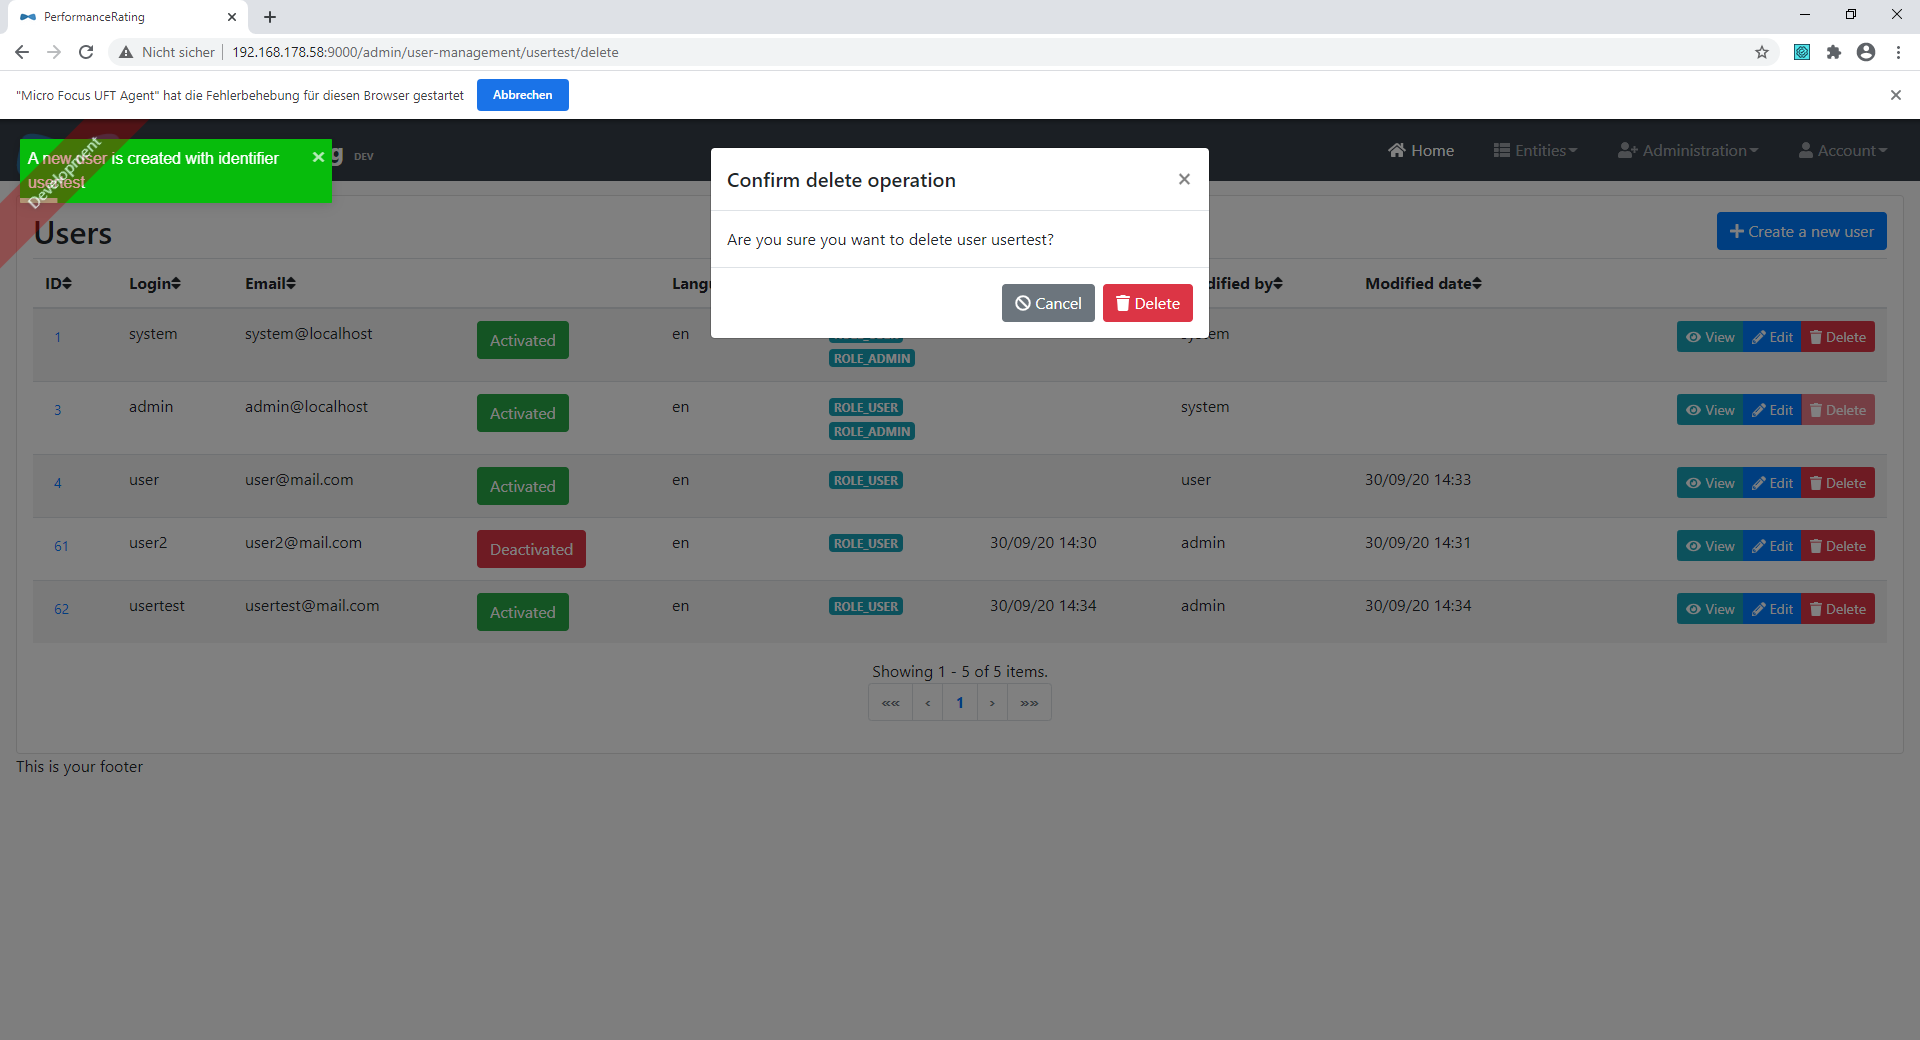 PerformanceRating
Nicht sicher 192.168.178.58:9000/admin/user-management/usertest/delete
"Micro Focus UFT Agent" hat die Fehlerbehebung für diesen Browser gestartet Abbrechen
Development
A new user is created with identifier
usertest
g DEV
Home Entities Administration Account
Confirm delete operation
Are you sure you want to delete user usertest?
Cancel Delete
Users
Create a new user
ID Login Email Langu dified by Modified date
1 system system@localhost Activated en ROLE_ADMIN View Edit Delete
3 admin admin@localhost Activated en ROLE_USER ROLE_ADMIN system View Edit Delete
4 user user@mail.com Activated en ROLE_USER user 30/09/20 14:33 View Edit Delete
61 user2 user2@mail.com Deactivated en ROLE_USER 30/09/20 14:30 admin 30/09/20 14:31 View Edit Delete
62 usertest usertest@mail.com Activated en ROLE_USER 30/09/20 14:34 admin 30/09/20 14:34 View Edit Delete
Showing 1 - 5 of 5 items.
«« ‹ 1 › »»
This is your footer